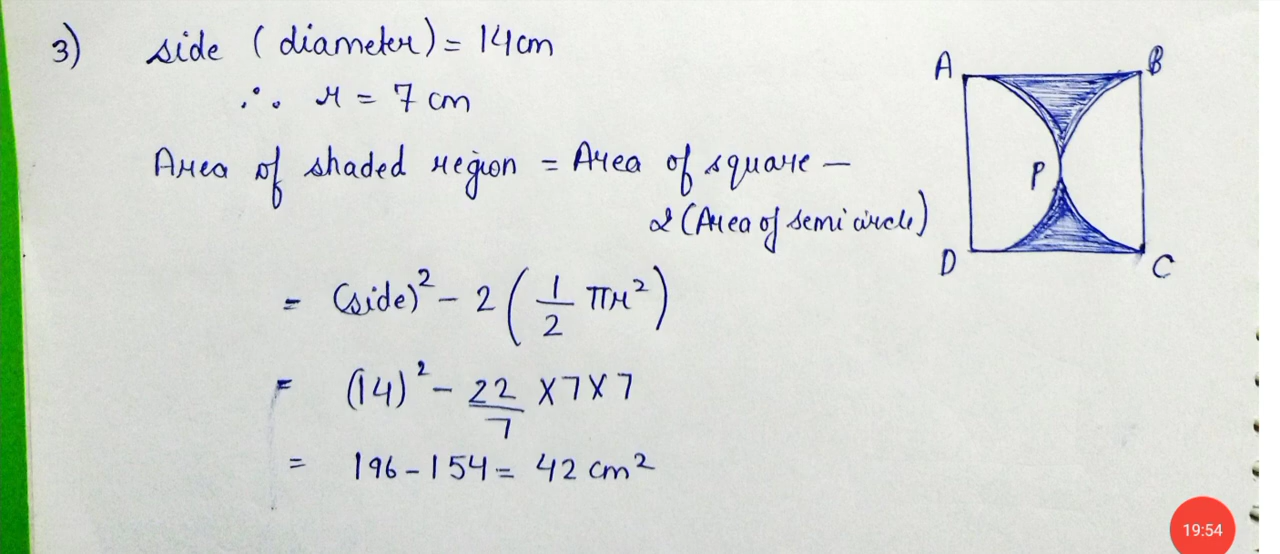 3) side (diameter) = 14cm
∴ r = 7 cm
Area of shaded region = Area of square –
2 (Area of semi circle)
= (side)² – 2 (1/2 πr²)
= (14)² – 22/7 × 7 × 7
= 196 – 154 = 42 cm²
A B
P
D C
19:54